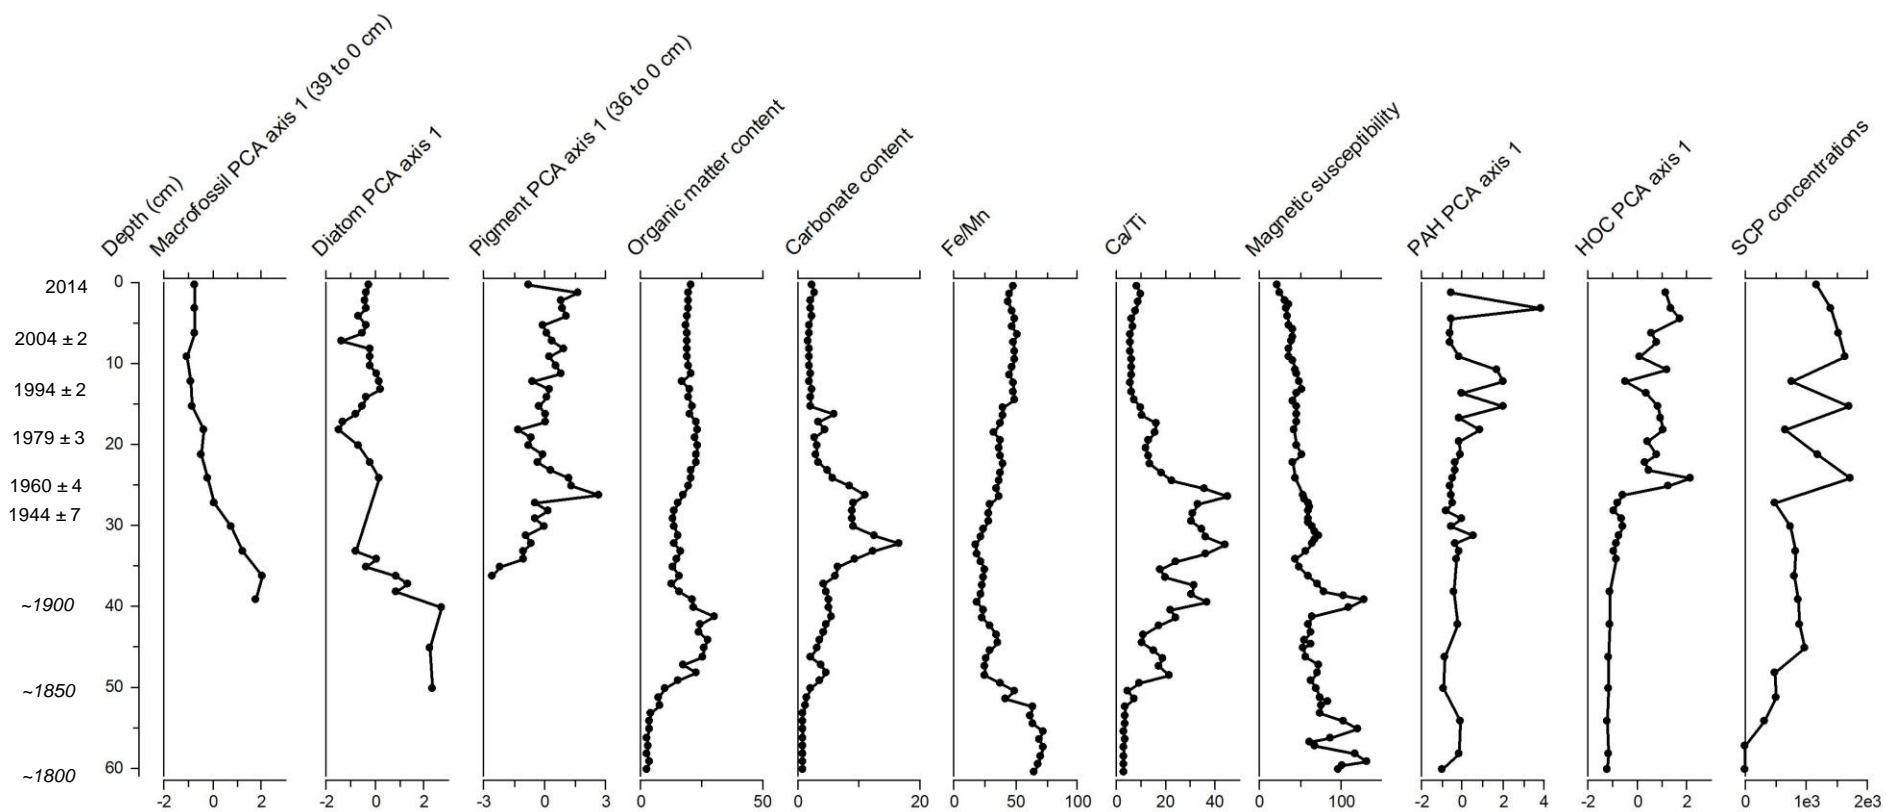 Depth (cm)
Macrofossil PCA axis 1 (39 to 0 cm)
Diatom PCA axis 1
Pigment PCA axis 1 (36 to 0 cm)
Organic matter content
Carbonate content
Fe/Mn
Ca/Ti
Magnetic susceptibility
PAH PCA axis 1
HOC PCA axis 1
SCP concentrations
2014
2004 ± 2
1994 ± 2
1979 ± 3
1960 ± 4
1944 ± 7
~1900
~1850
~1800
0
10
20
30
40
50
60
-2 0 2
-2 0 2
-3 0 3
0 50
0 20
0 50 100
0 20 40
0 100
-2 0 2 4
-2 0 2
1e3 2e3